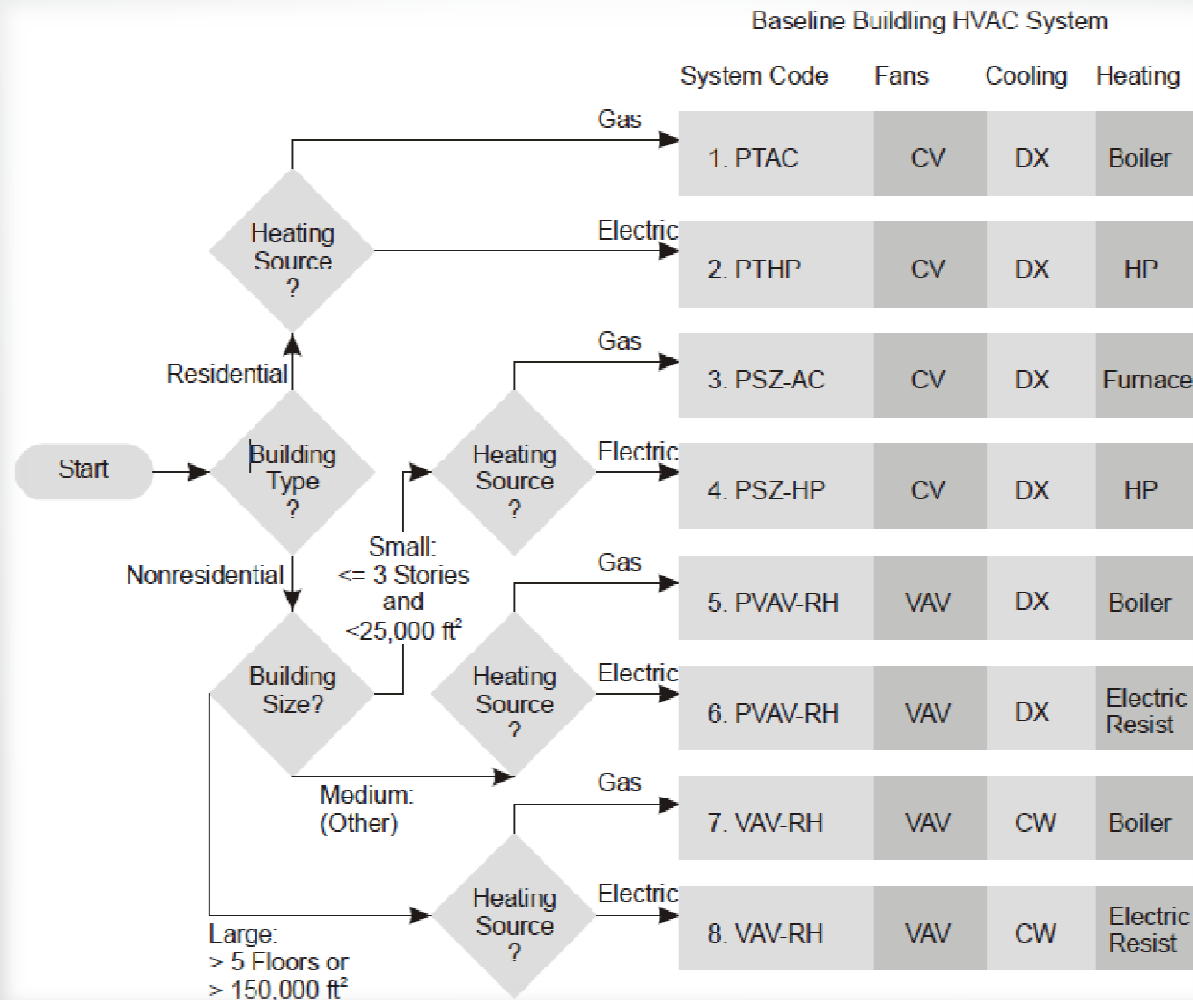 Baseline Buildling HVAC System
System Code Fans Cooling Heating
Gas
1. PTAC CV DX Boiler
Heating
Source
?
Electric
2. PTHP CV DX HP
Residential
Gas
3. PSZ-AC CV DX Furnace
Start
Building
Type
?
Heating
Source
?
Electric
4. PSZ-HP CV DX HP
Nonresidential
Small:
<= 3 Stories
and
<25,000 ft²
Gas
5. PVAV-RH VAV DX Boiler
Building
Size?
Heating
Source
?
Electric
6. PVAV-RH VAV DX Electric
Resist
Medium:
(Other)
Gas
7. VAV-RH VAV CW Boiler
Heating
Source
?
Electric
8. VAV-RH VAV CW Electric
Resist
Large:
> 5 Floors or
> 150,000 ft²